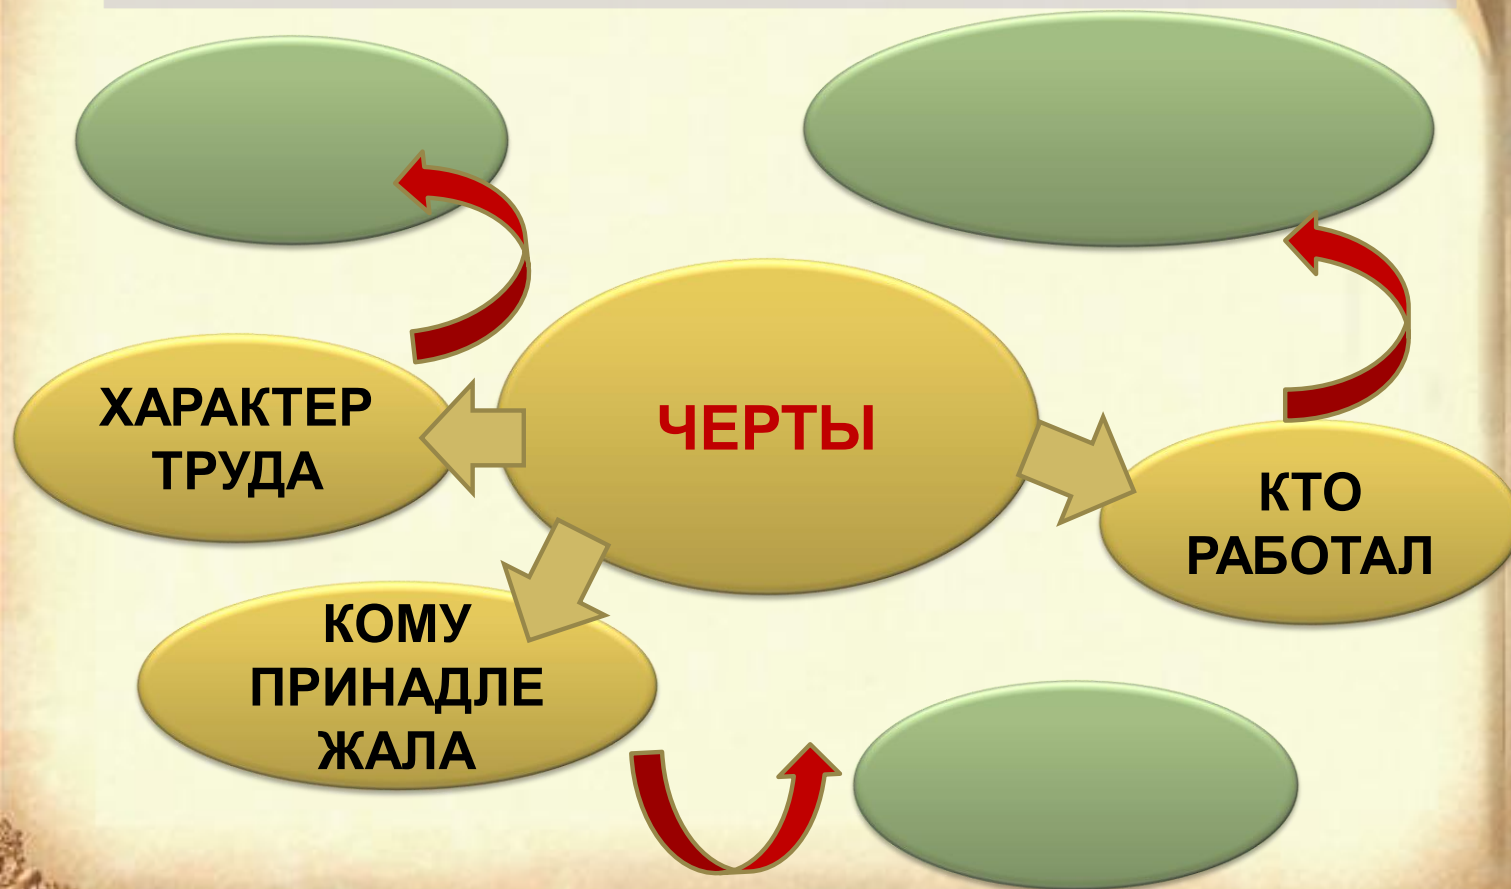 ХАРАКТЕР
ТРУДА
ЧЕРТЫ
КТО
РАБОТАЛ
КОМУ
ПРИНАДЛЕ
ЖАЛА